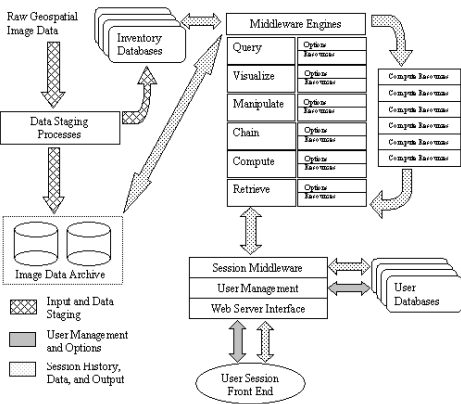 Raw Geospatial
Image Data
Inventory
Databases
Middleware Engines
Query
Options
Resources
Visualize
Options
Resources
Manipulate
Options
Resources
Chain
Options
Resources
Compute
Options
Resources
Retrieve
Options
Resources
Compute Resources
Compute Resources
Compute Resources
Compute Resources
Compute Resources
Compute Resources
Data Staging
Processes
Image Data Archive
Session Middleware
User Management
Web Server Interface
User
Databases
Input and Data
Staging
User Management
and Options
Session History,
Data, and Output
User Session
Front End